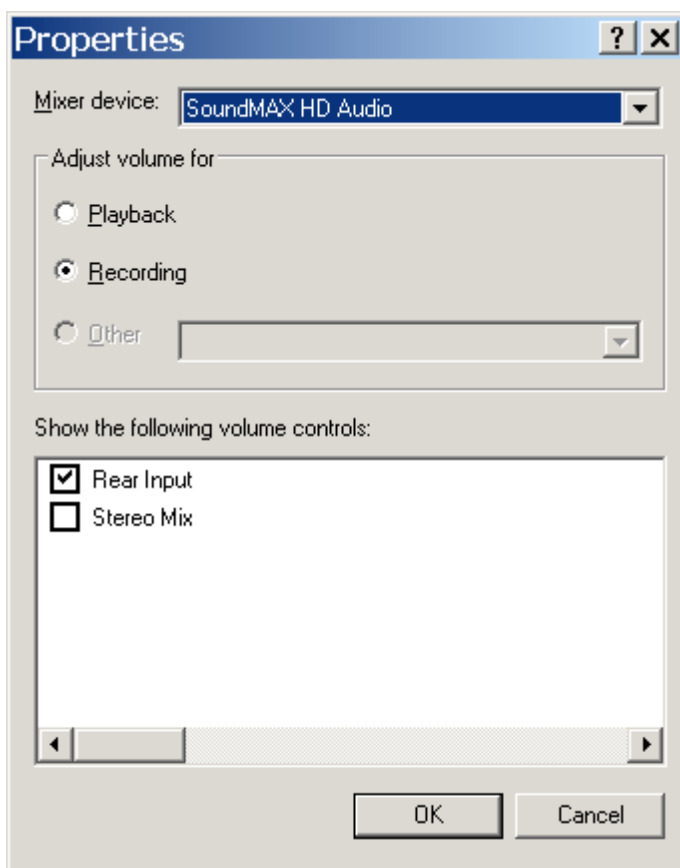 Properties
Mixer device: SoundMAX HD Audio
Adjust volume for
Playback
Recording
Other
Show the following volume controls:
Rear Input
Stereo Mix
OK Cancel